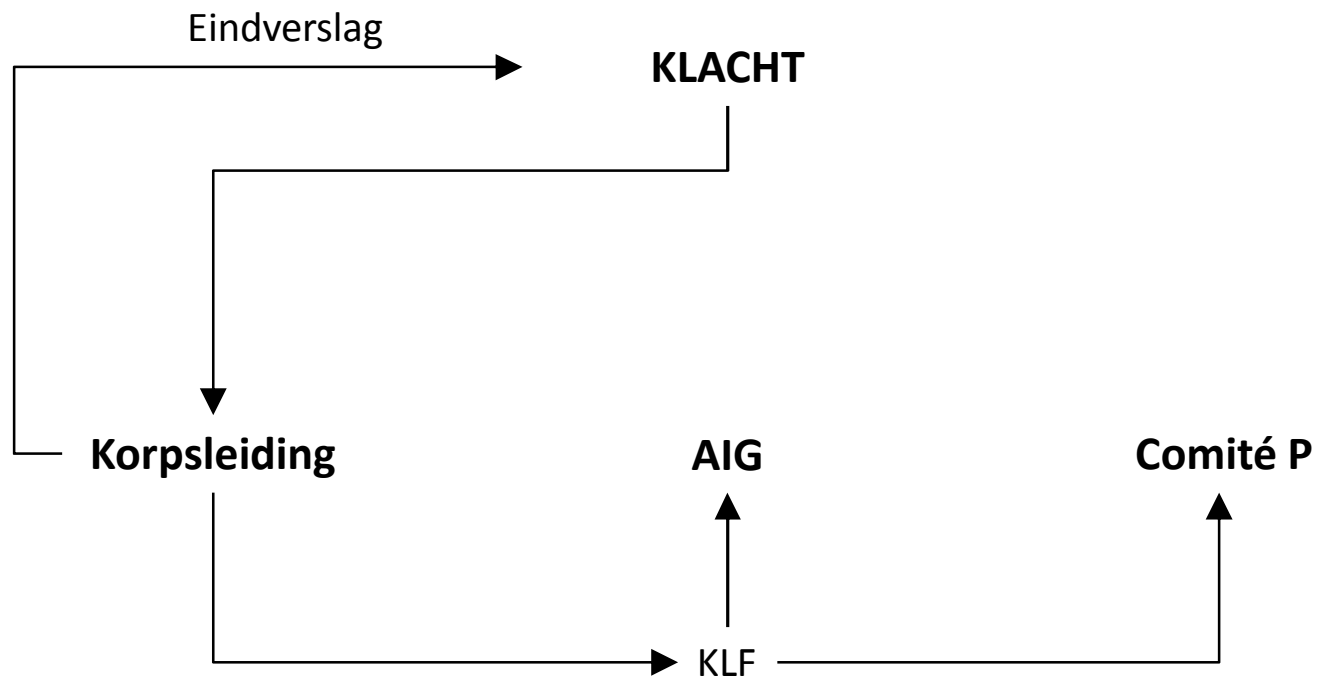 Eindverslag
KLACHT
Korpsleiding
AIG
Comité P
KLF